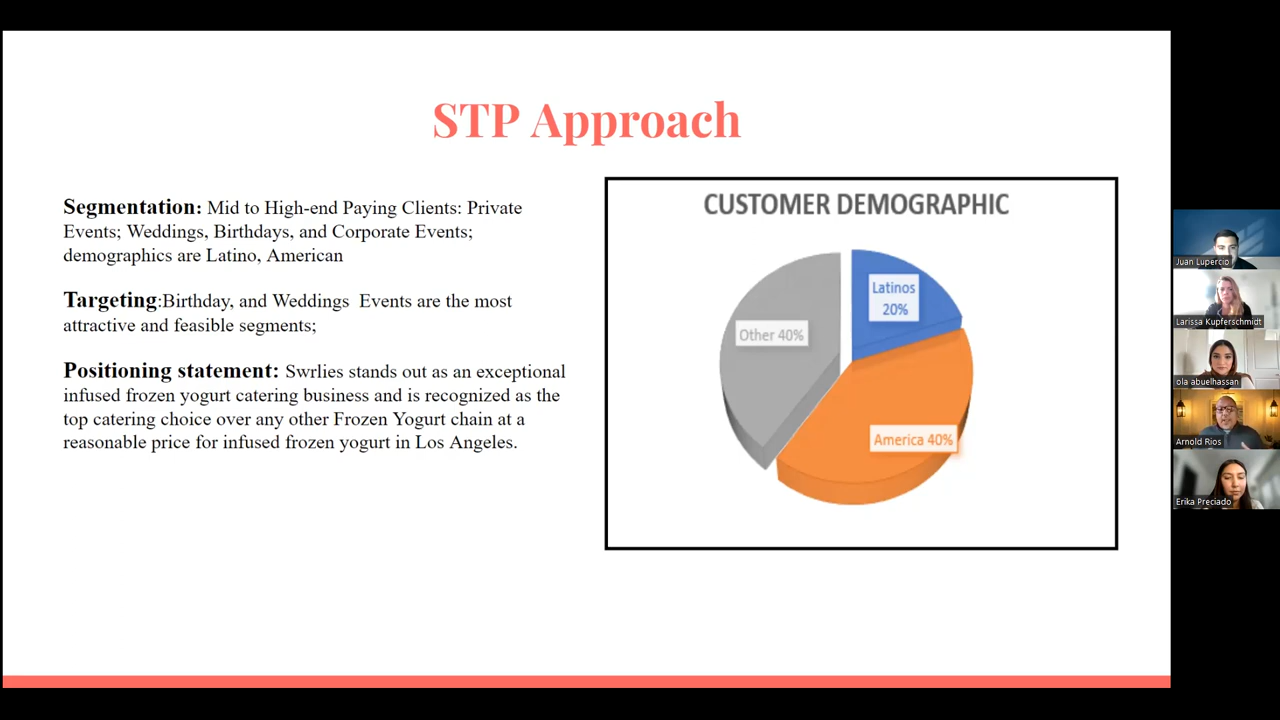 STP Approach
Segmentation: Mid to High-end Paying Clients: Private
Events; Weddings, Birthdays, and Corporate Events;
demographics are Latino, American
Targeting:Birthday, and Weddings  Events are the most
attractive and feasible segments;
Positioning statement: Swrlies stands out as an exceptional
infused frozen yogurt catering business and is recognized as the
top catering choice over any other Frozen Yogurt chain at a
reasonable price for infused frozen yogurt in Los Angeles.
CUSTOMER DEMOGRAPHIC
Latinos
20%
Other 40%
America 40%
Juan Lupercio
Larissa Kupferschmidt
ola abuelhassan
Arnold Rios
Erika Preciado